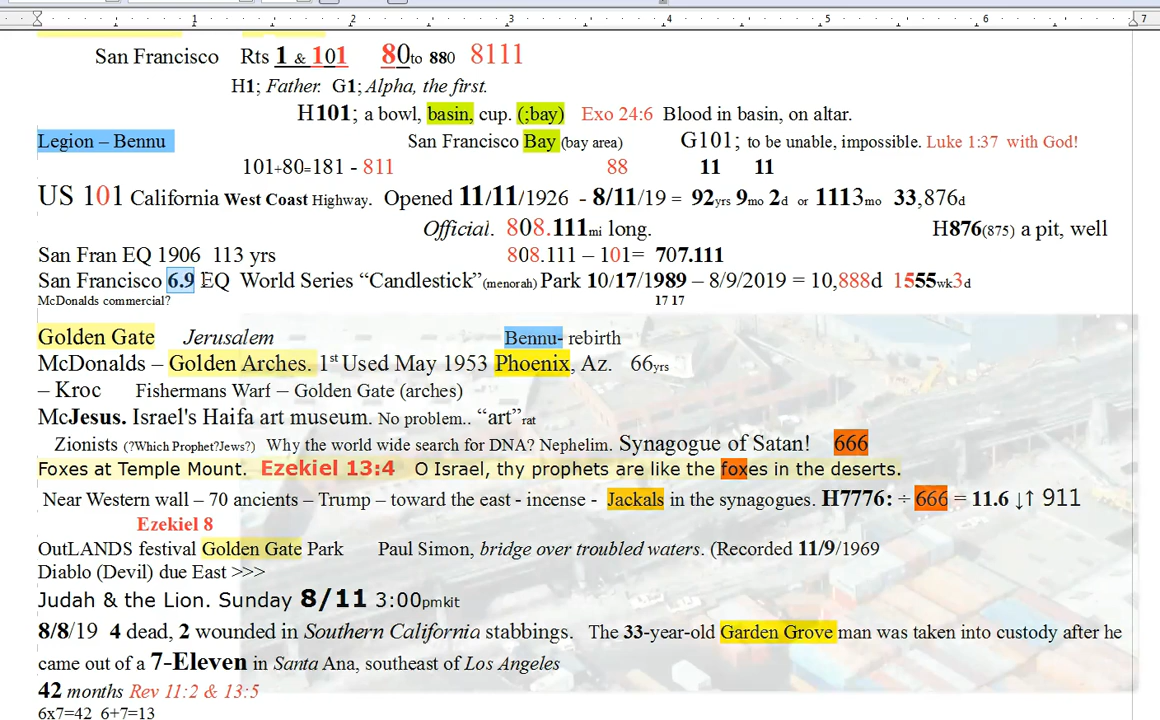 1 2 3 4 5 6 7
San Francisco Rts 1 & 101 80to 880 8111
H1; Father. G1; Alpha, the first.
H101; a bowl, basin, cup. (;bay) Exo 24:6 Blood in basin, on altar.
Legion – Bennu San Francisco Bay (bay area) G101; to be unable, impossible. Luke 1:37 with God!
101+80=181 - 811 88 11 11
US 101 California West Coast Highway. Opened 11/11/1926 - 8/11/19 = 92yrs 9mo 2d or 1113mo 33,876d
Official. 808.111mi long. H876(875) a pit, well
San Fran EQ 1906 113 yrs 808.111 – 101= 707.111
San Francisco 6.9 EQ World Series “Candlestick”(menorah) Park 10/17/1989 – 8/9/2019 = 10,888d 1555wk3d
McDonalds commercial? 17 17
Golden Gate Jerusalem Bennu- rebirth
McDonalds – Golden Arches. 1st Used May 1953 Phoenix, Az. 66yrs
– Kroc Fishermans Warf – Golden Gate (arches)
McJesus. Israel's Haifa art museum. No problem.. “art”rat
Zionists (?Which Prophet?Jews?) Why the world wide search for DNA? Nephelim. Synagogue of Satan! 666
Foxes at Temple Mount. Ezekiel 13:4 O Israel, thy prophets are like the foxes in the deserts.
Near Western wall – 70 ancients – Trump – toward the east - incense - Jackals in the synagogues. H7776: ÷ 666 = 11.6 ↓↑ 911
Ezekiel 8
OutLANDS festival Golden Gate Park Paul Simon, bridge over troubled waters. (Recorded 11/9/1969
Diablo (Devil) due East >>>
Judah & the Lion. Sunday 8/11 3:00pmkit
8/8/19 4 dead, 2 wounded in Southern California stabbings. The 33-year-old Garden Grove man was taken into custody after he
came out of a 7-Eleven in Santa Ana, southeast of Los Angeles
42 months Rev 11:2 & 13:5
6x7=42 6+7=13